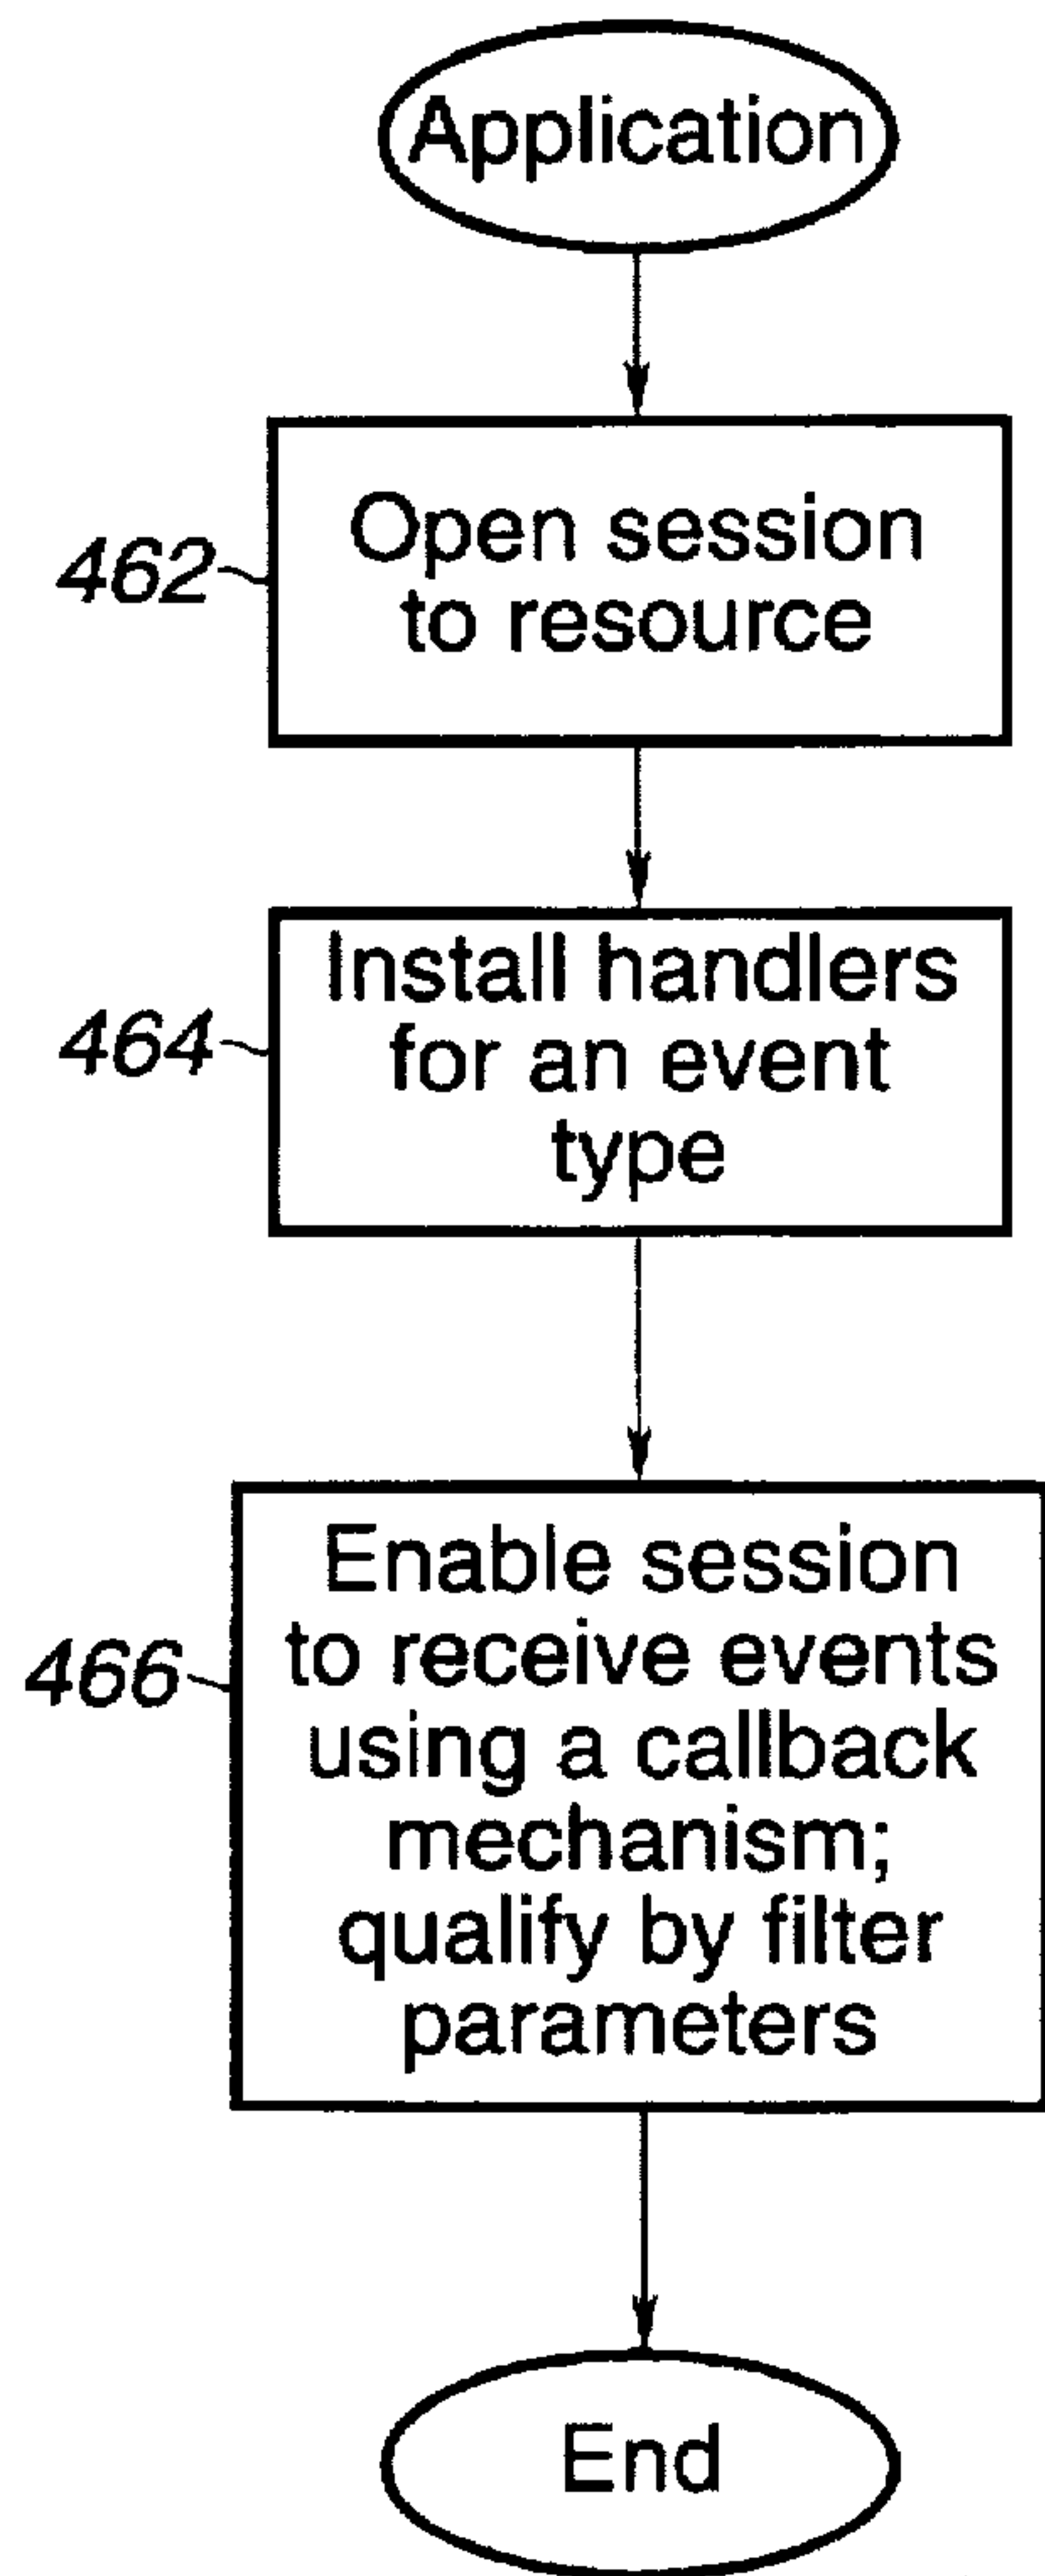 Application
462
Open session
to resource
464
Install handlers
for an event
type
466
Enable session
to receive events
using a callback
mechanism;
qualify by filter
parameters
End